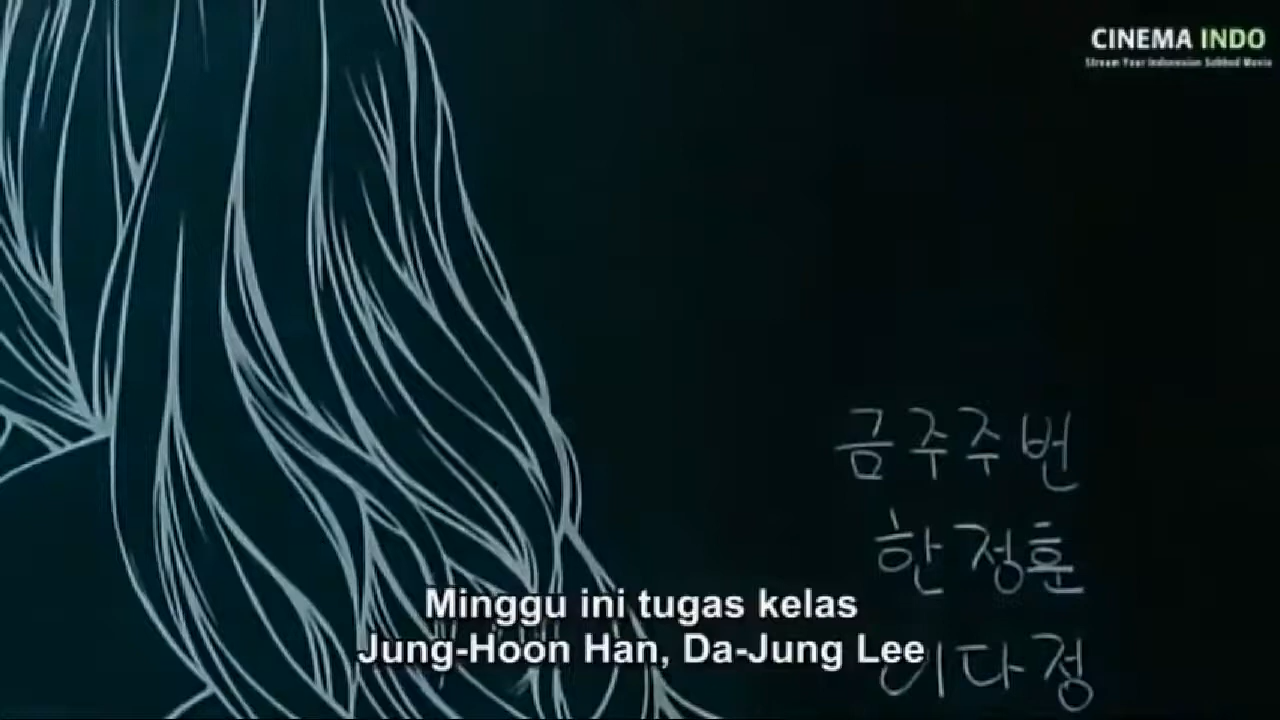 CINEMA INDO
Stream Your Indonesian Subbed Movie
금주주번
한정훈
이다정
Minggu ini tugas kelas
Jung-Hoon Han, Da-Jung Lee